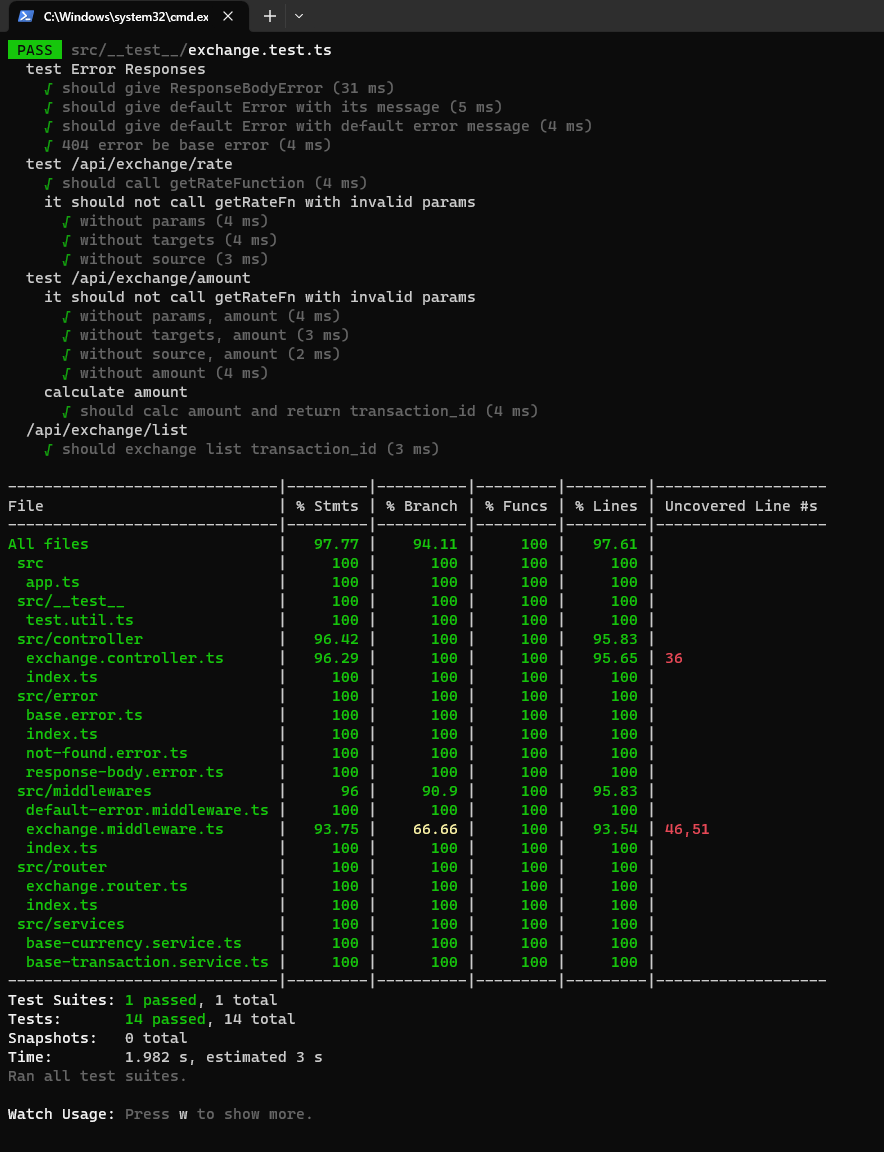 C:\Windows\system32\cmd.ex
PASS src/__test__/exchange.test.ts
test Error Responses
√ should give ResponseBodyError (31 ms)
√ should give default Error with its message (5 ms)
√ should give default Error with default error message (4 ms)
√ 404 error be base error (4 ms)
test /api/exchange/rate
√ should call getRateFunction (4 ms)
it should not call getRateFn with invalid params
√ without params (4 ms)
√ without targets (4 ms)
√ without source (3 ms)
test /api/exchange/amount
it should not call getRateFn with invalid params
√ without params, amount (4 ms)
√ without targets, amount (3 ms)
√ without source, amount (2 ms)
√ without amount (4 ms)
calculate amount
√ should calc amount and return transaction_id (4 ms)
/api/exchange/list
√ should exchange list transaction_id (3 ms)
------------------------------|---------|----------|---------|---------|-------------------
File | % Stmts | % Branch | % Funcs | % Lines | Uncovered Line #s
------------------------------|---------|----------|---------|---------|-------------------
All files | 97.77 | 94.11 | 100 | 97.61 |
src | 100 | 100 | 100 | 100 |
app.ts | 100 | 100 | 100 | 100 |
src/__test__ | 100 | 100 | 100 | 100 |
test.util.ts | 100 | 100 | 100 | 100 |
src/controller | 96.42 | 100 | 100 | 95.83 |
exchange.controller.ts | 96.29 | 100 | 100 | 95.65 | 36
index.ts | 100 | 100 | 100 | 100 |
src/error | 100 | 100 | 100 | 100 |
base.error.ts | 100 | 100 | 100 | 100 |
index.ts | 100 | 100 | 100 | 100 |
not-found.error.ts | 100 | 100 | 100 | 100 |
response-body.error.ts | 100 | 100 | 100 | 100 |
src/middlewares | 96 | 90.9 | 100 | 95.83 |
default-error.middleware.ts | 100 | 100 | 100 | 100 |
exchange.middleware.ts | 93.75 | 66.66 | 100 | 93.54 | 46,51
index.ts | 100 | 100 | 100 | 100 |
src/router | 100 | 100 | 100 | 100 |
exchange.router.ts | 100 | 100 | 100 | 100 |
index.ts | 100 | 100 | 100 | 100 |
src/services | 100 | 100 | 100 | 100 |
base-currency.service.ts | 100 | 100 | 100 | 100 |
base-transaction.service.ts | 100 | 100 | 100 | 100 |
------------------------------|---------|----------|---------|---------|-------------------
Test Suites: 1 passed, 1 total
Tests: 14 passed, 14 total
Snapshots: 0 total
Time: 1.982 s, estimated 3 s
Ran all test suites.
Watch Usage: Press w to show more.